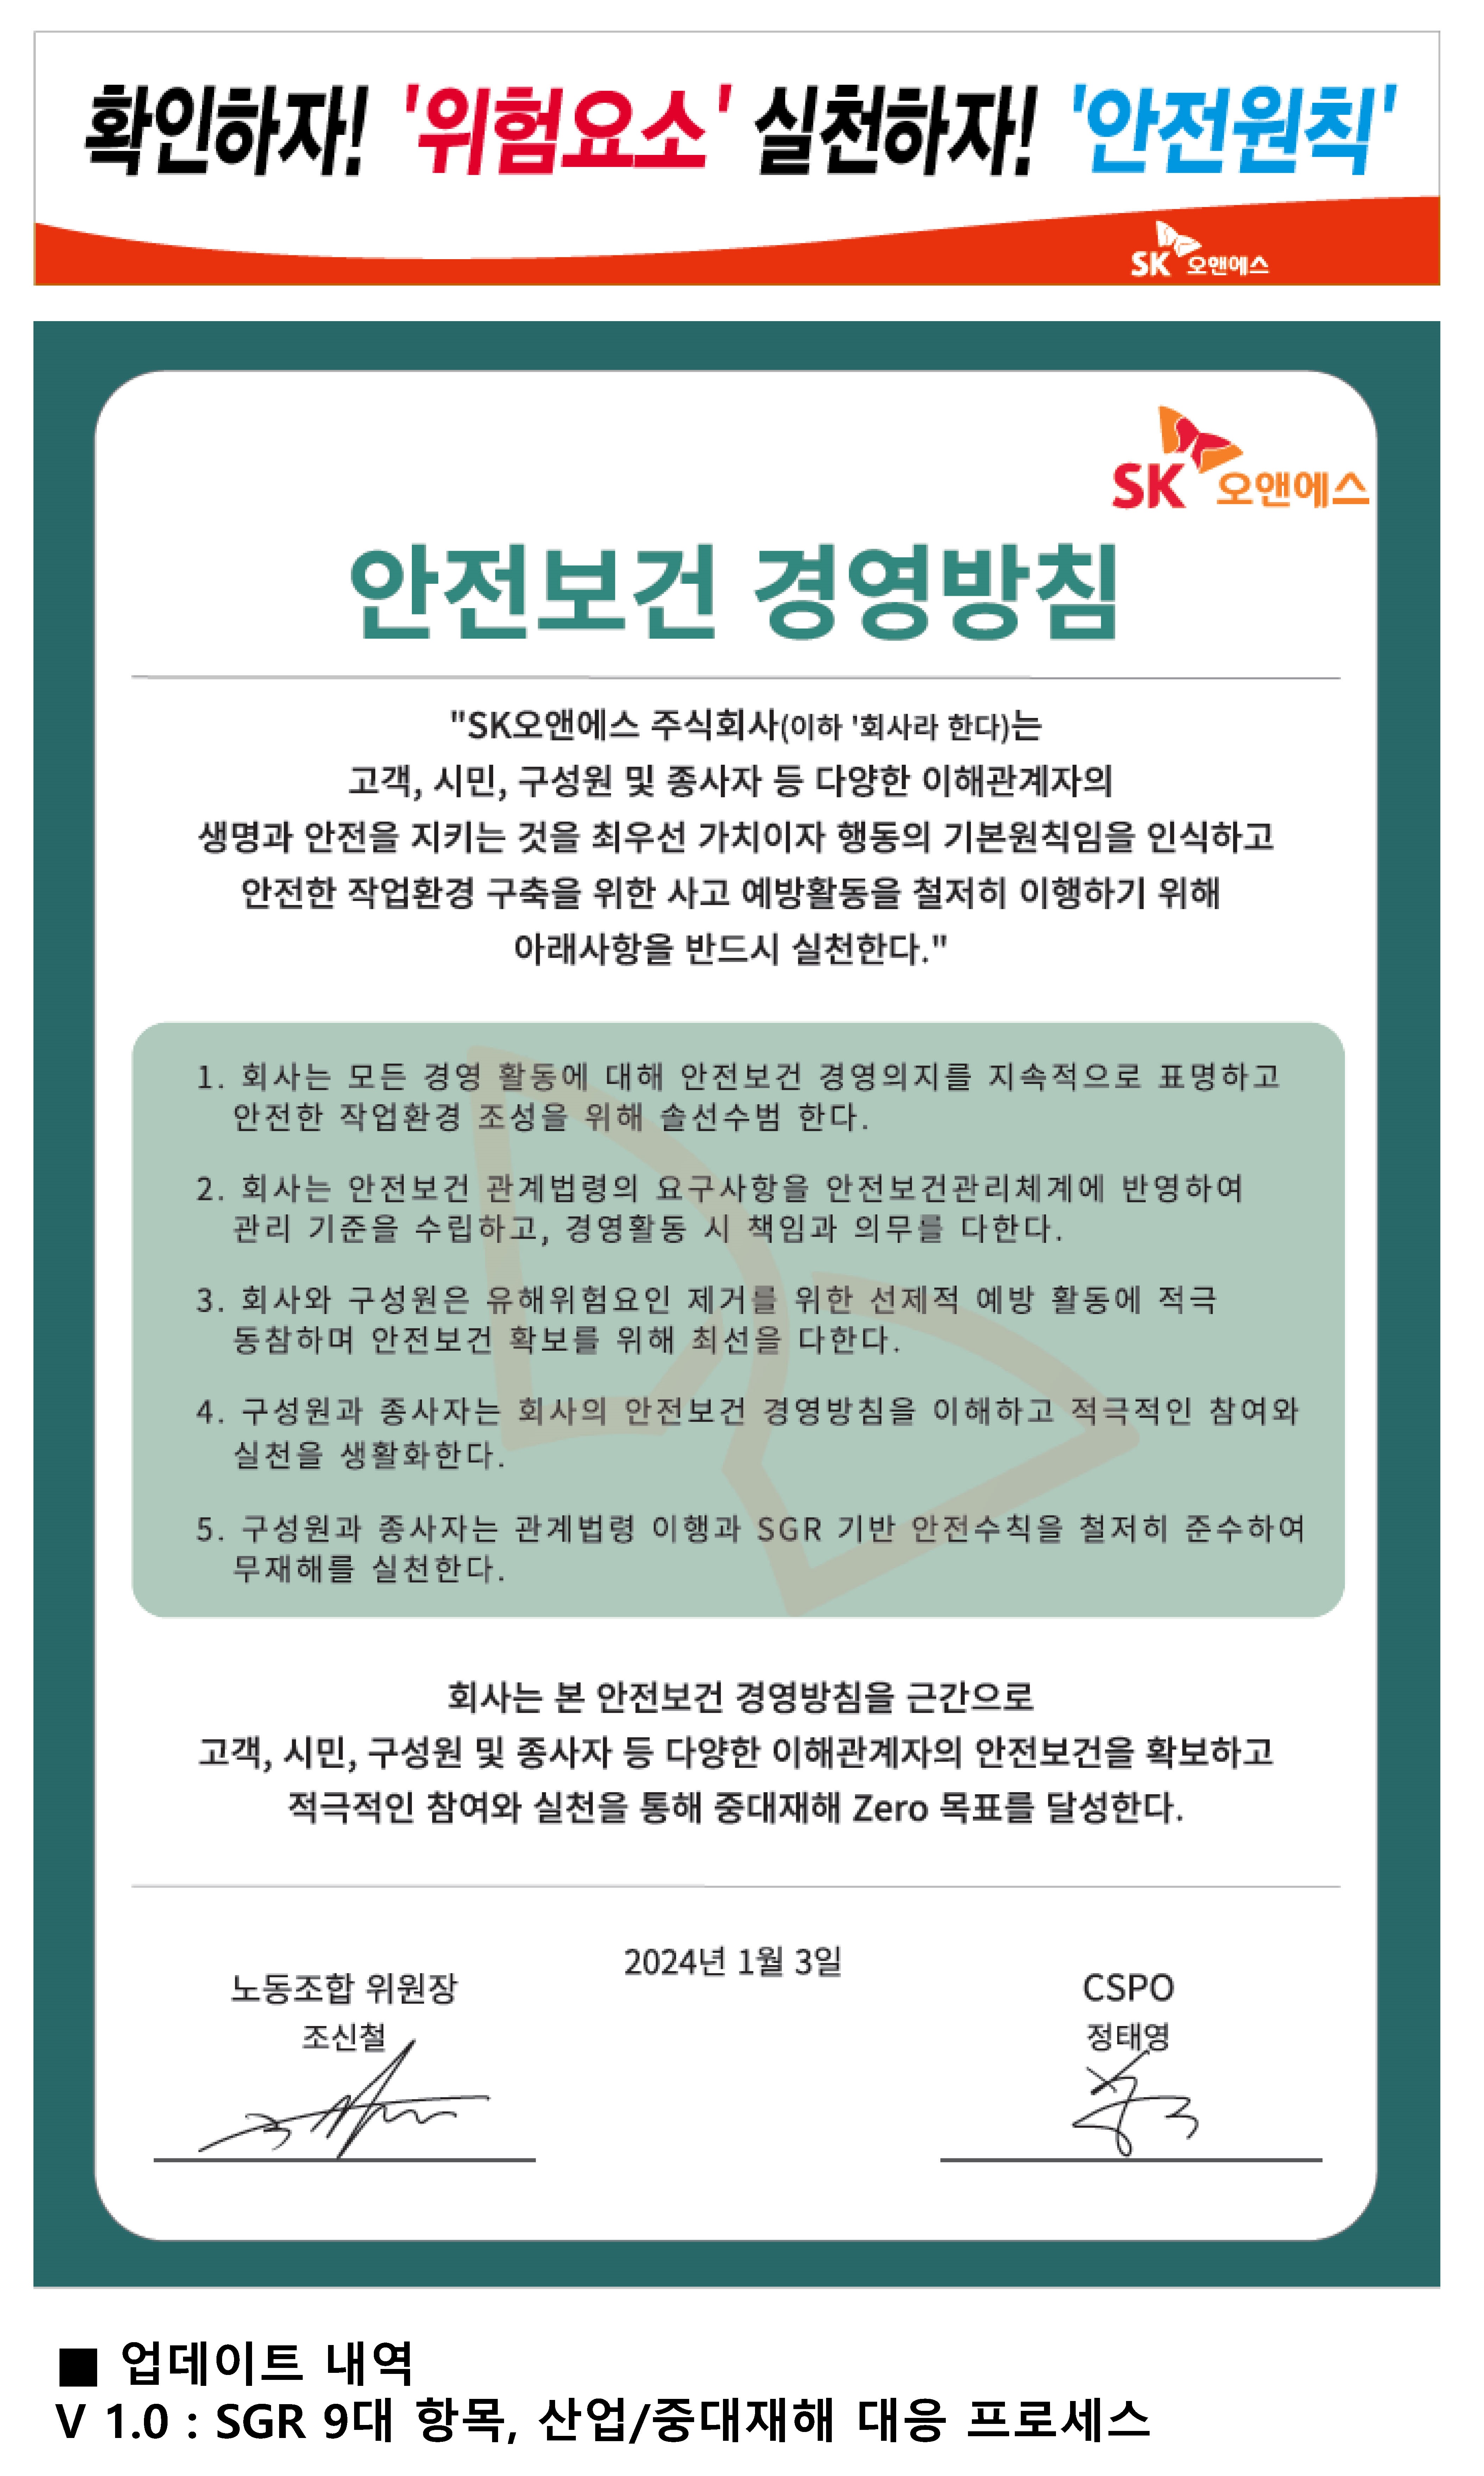 확인하자! '위험요소' 실천하자! '안전원칙'
SK 오앤에스
SK 오앤에스
안전보건 경영방침
"SK오앤에스 주식회사(이하 '회사라 한다)는
고객, 시민, 구성원 및 종사자 등 다양한 이해관계자의
생명과 안전을 지키는 것을 최우선 가치이자 행동의 기본원칙임을 인식하고
안전한 작업환경 구축을 위한 사고 예방활동을 철저히 이행하기 위해
아래사항을 반드시 실천한다."
1. 회사는 모든 경영 활동에 대해 안전보건 경영의지를 지속적으로 표명하고
안전한 작업환경 조성을 위해 솔선수범 한다.
2. 회사는 안전보건 관계법령의 요구사항을 안전보건관리체계에 반영하여
관리 기준을 수립하고, 경영활동 시 책임과 의무를 다한다.
3. 회사와 구성원은 유해위험요인 제거를 위한 선제적 예방 활동에 적극
동참하며 안전보건 확보를 위해 최선을 다한다.
4. 구성원과 종사자는 회사의 안전보건 경영방침을 이해하고 적극적인 참여와
실천을 생활화한다.
5. 구성원과 종사자는 관계법령 이행과 SGR 기반 안전수칙을 철저히 준수하여
무재해를 실천한다.
회사는 본 안전보건 경영방침을 근간으로
고객, 시민, 구성원 및 종사자 등 다양한 이해관계자의 안전보건을 확보하고
적극적인 참여와 실천을 통해 중대재해 Zero 목표를 달성한다.
2024년 1월 3일
노동조합 위원장
조신철
CSPO
정태영
■ 업데이트 내역
V 1.0 : SGR 9대 항목, 산업/중대재해 대응 프로세스